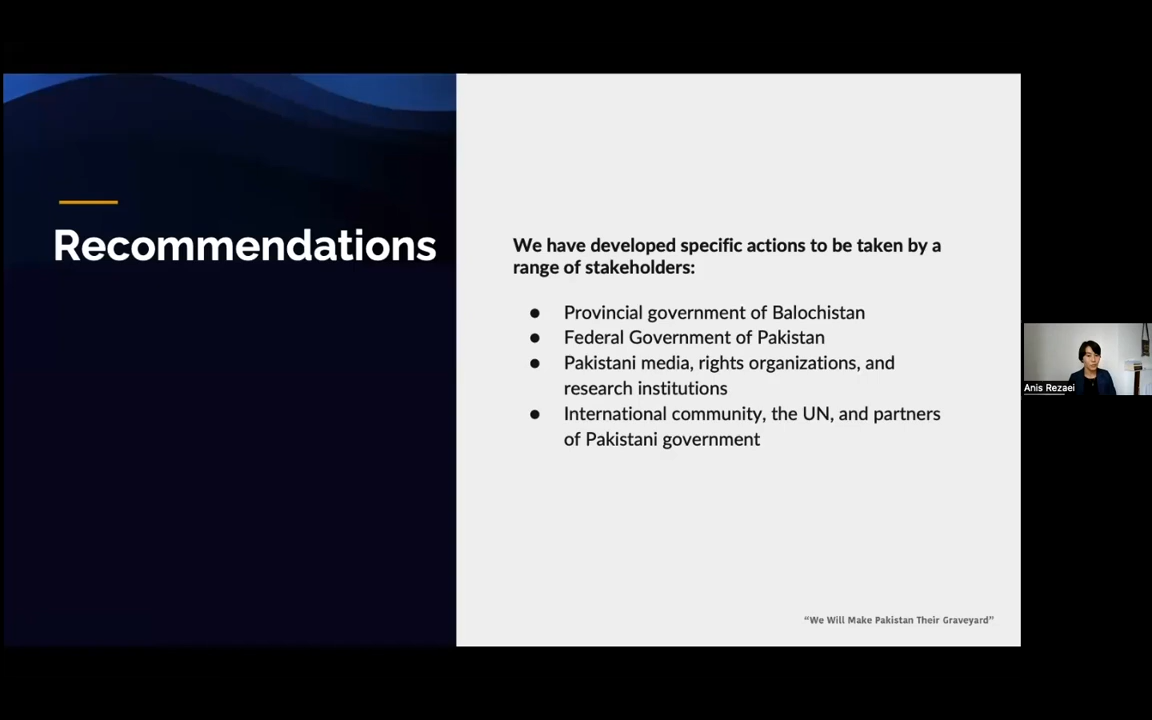 Recommendations
We have developed specific actions to be taken by a
range of stakeholders:
● Provincial government of Balochistan
● Federal Government of Pakistan
● Pakistani media, rights organizations, and
research institutions
● International community, the UN, and partners
of Pakistani government
Anis Rezaei
“We Will Make Pakistan Their Graveyard”